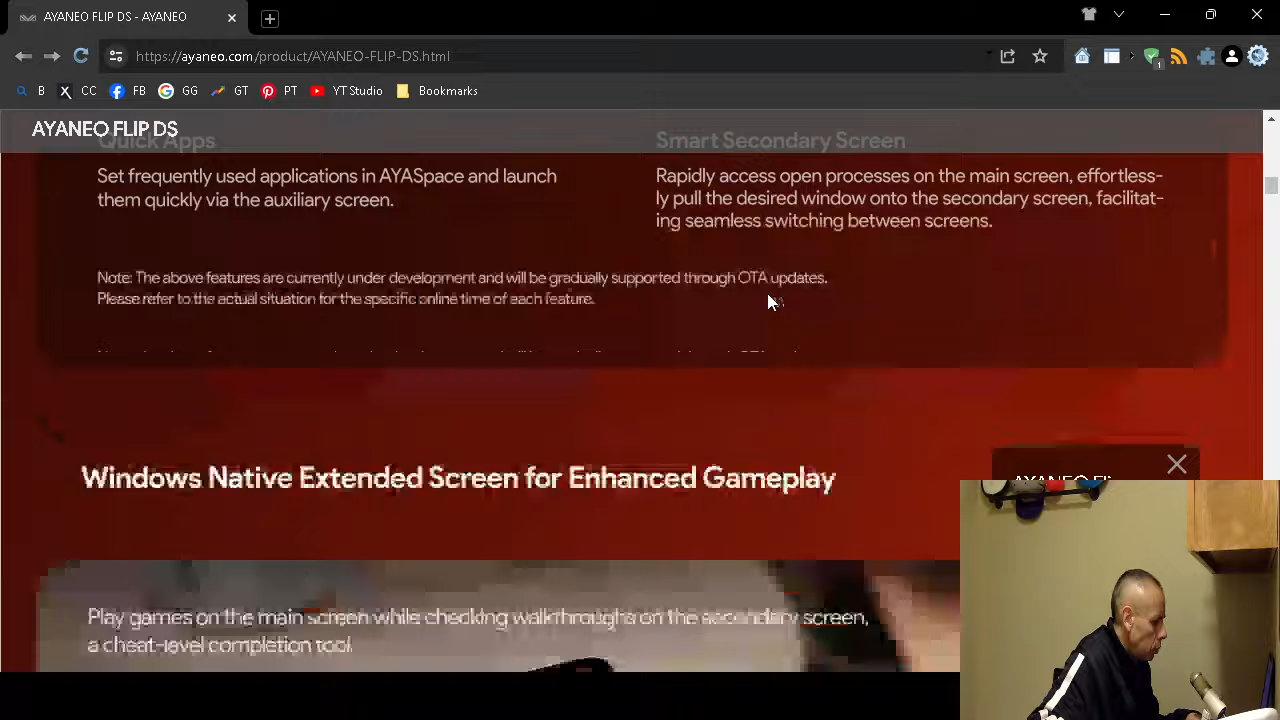 AYANEO FLIP DS - AYANEO
https://ayaneo.com/product/AYANEO-FLIP-DS.html
1
B CC FB GG GT PT YT Studio Bookmarks
AYANEO FLIP DS
Quick Apps
Set frequently used applications in AYASpace and launch
them quickly via the auxiliary screen.
Smart Secondary Screen
Rapidly access open processes on the main screen, effortless-
ly pull the desired window onto the secondary screen, facilitat-
ing seamless switching between screens.
Note: The above features are currently under development and will be gradually supported through OTA updates.
Please refer to the actual situation for the specific online time of each feature.
Windows Native Extended Screen for Enhanced Gameplay
Play games on the main screen while checking walkthroughs on the secondary screen,
a cheat-level completion tool.